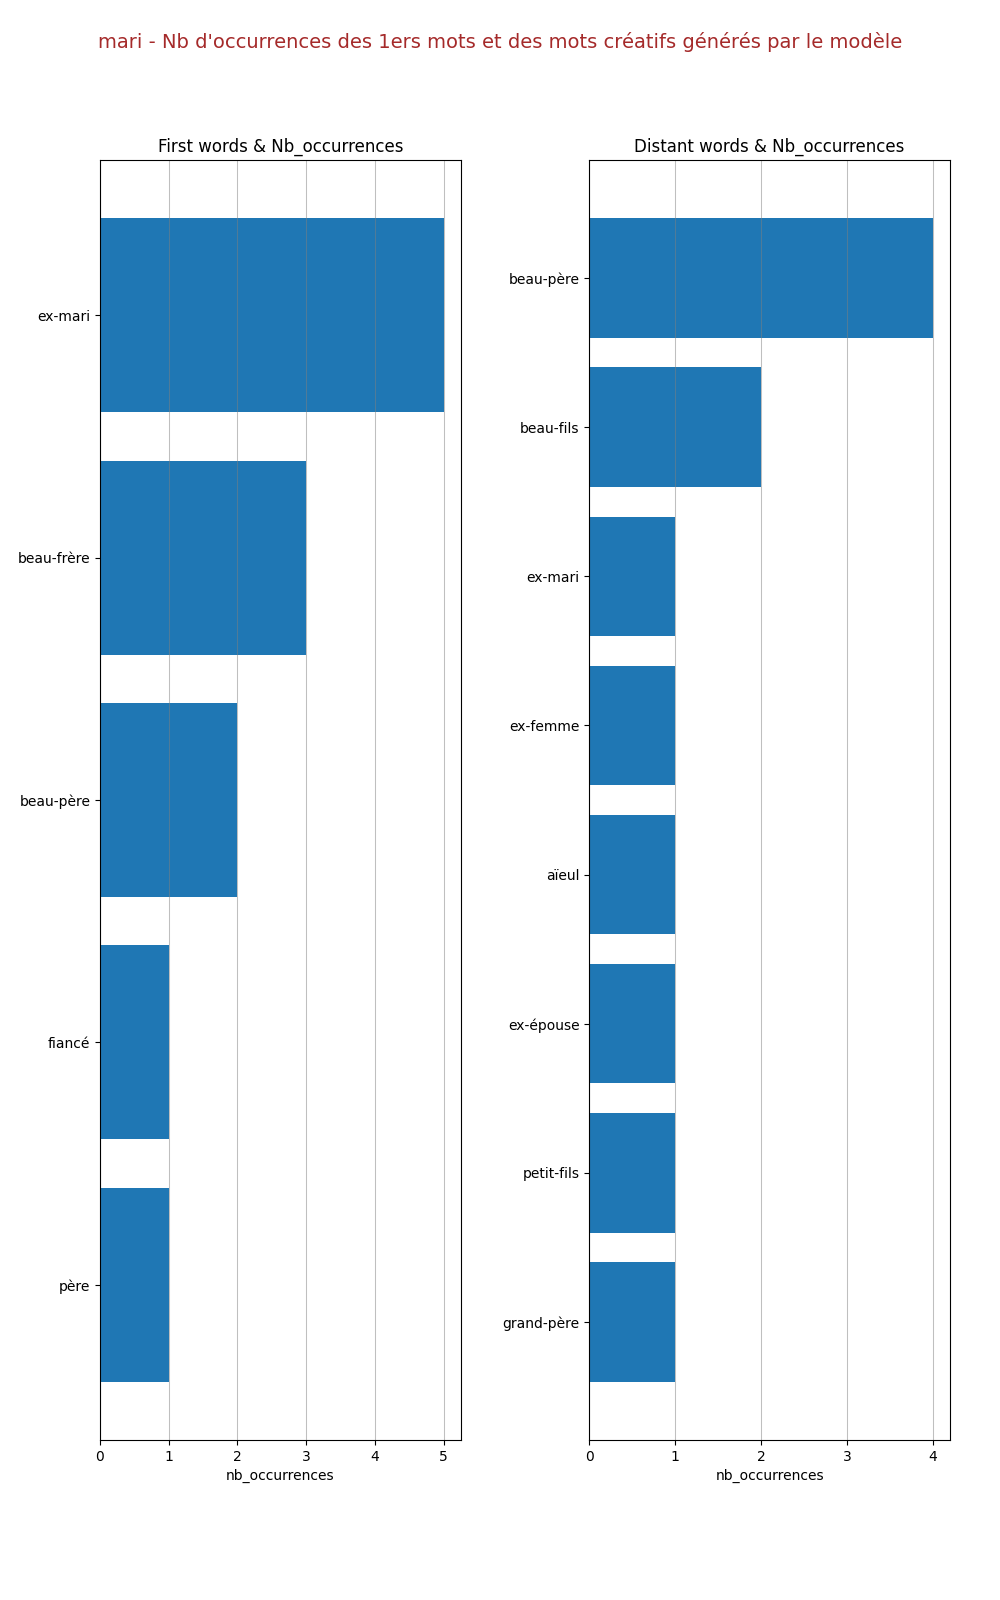 mari - Nb d'occurrences des 1ers mots et des mots créatifs générés par le modèle
First words & Nb_occurrences
ex-mari
beau-frère
beau-père
fiancé
père
0 1 2 3 4 5
nb_occurrences
Distant words & Nb_occurrences
beau-père
beau-fils
ex-mari
ex-femme
aïeul
ex-épouse
petit-fils
grand-père
0 1 2 3 4
nb_occurrences